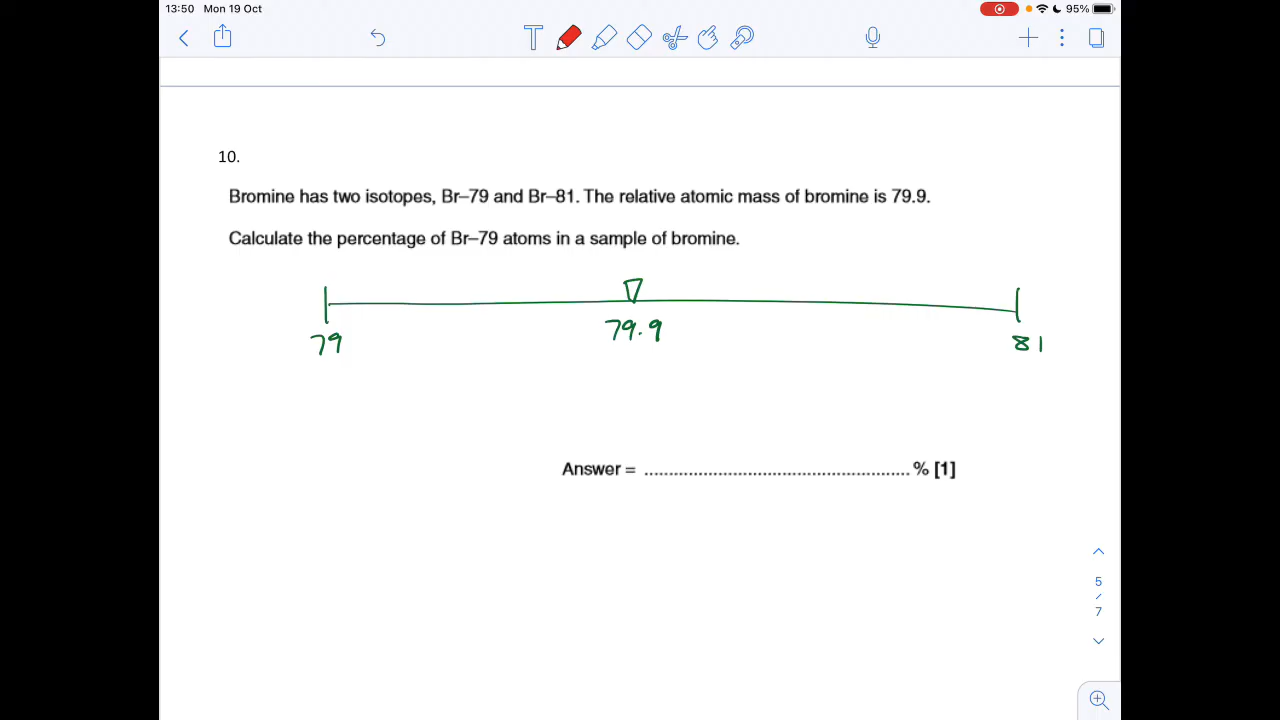 13:50 Mon 19 Oct 95%
T
10.
Bromine has two isotopes, Br–79 and Br–81. The relative atomic mass of bromine is 79.9.
Calculate the percentage of Br–79 atoms in a sample of bromine.
79 79.9 81
Answer = ..................................................... % [1]
5
/
7